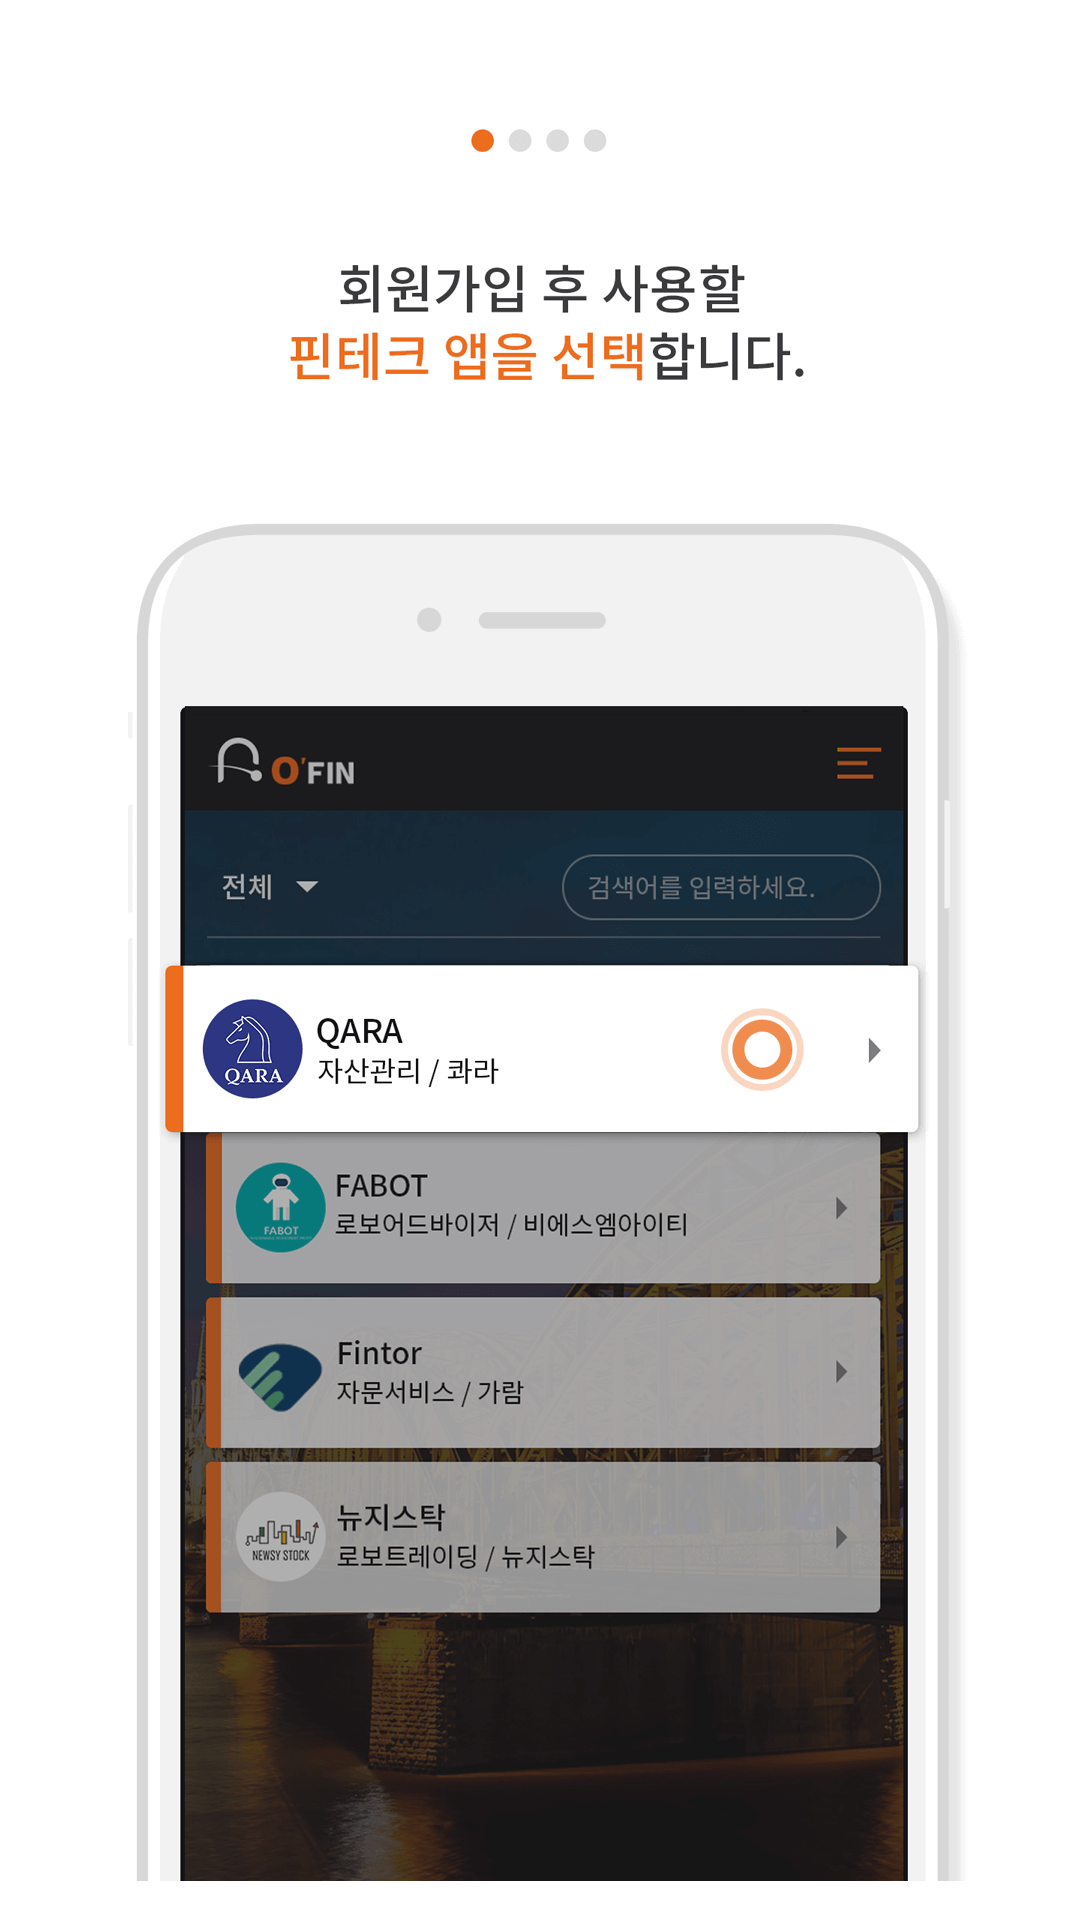 회원가입 후 사용할
핀테크 앱을 선택합니다.
O'FIN
전체
검색어를 입력하세요.
QARA
QARA
자산관리 / 콰라
FABOT
FABOT
로보어드바이저 / 비에스엠아이티
Fintor
자문서비스 / 가람
NEWSY STOCK
뉴지스탁
로보트레이딩 / 뉴지스탁